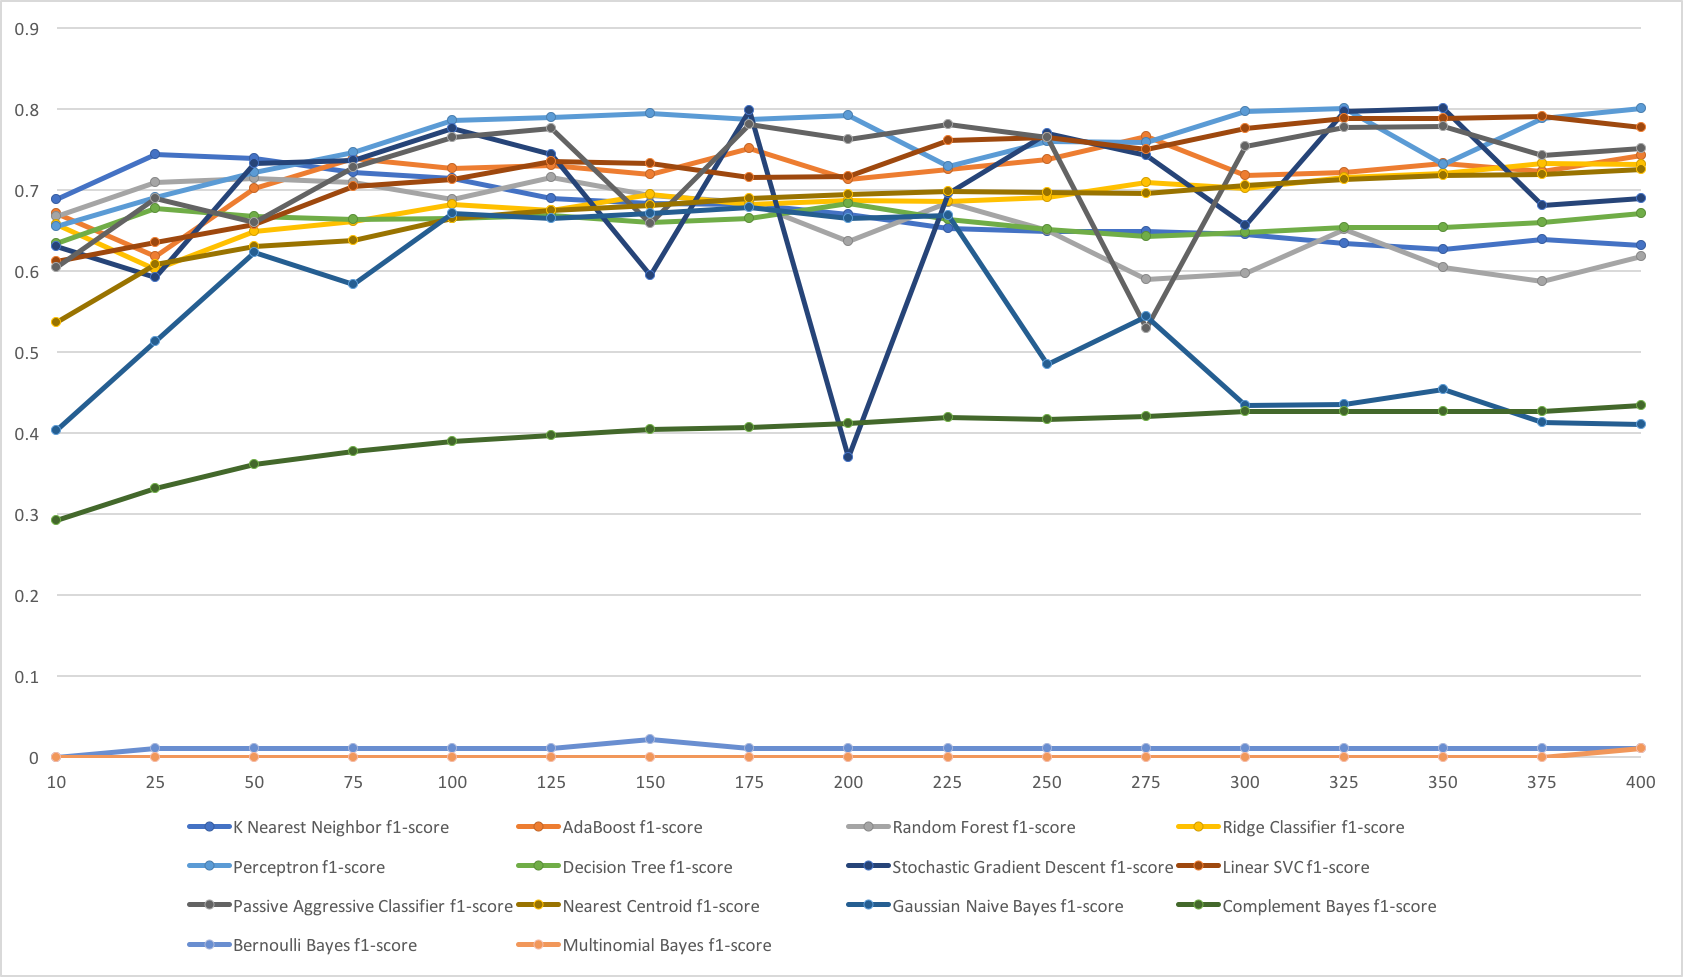 0.9
0.8
0.7
0.6
0.5
0.4
0.3
0.2
0.1
0
10 25 50 75 100 125 150 175 200 225 250 275 300 325 350 375 400
K Nearest Neighbor f1-score AdaBoost f1-score Random Forest f1-score Ridge Classifier f1-score
Perceptron f1-score Decision Tree f1-score Stochastic Gradient Descent f1-score Linear SVC f1-score
Passive Aggressive Classifier f1-score Nearest Centroid f1-score Gaussian Naive Bayes f1-score Complement Bayes f1-score
Bernoulli Bayes f1-score Multinomial Bayes f1-score